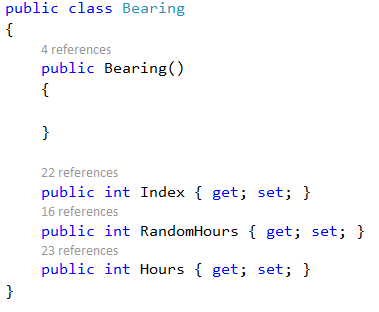 public class Bearing
{
4 references
public Bearing()
{
}
22 references
public int Index { get; set; }
16 references
public int RandomHours { get; set; }
23 references
public int Hours { get; set; }
}